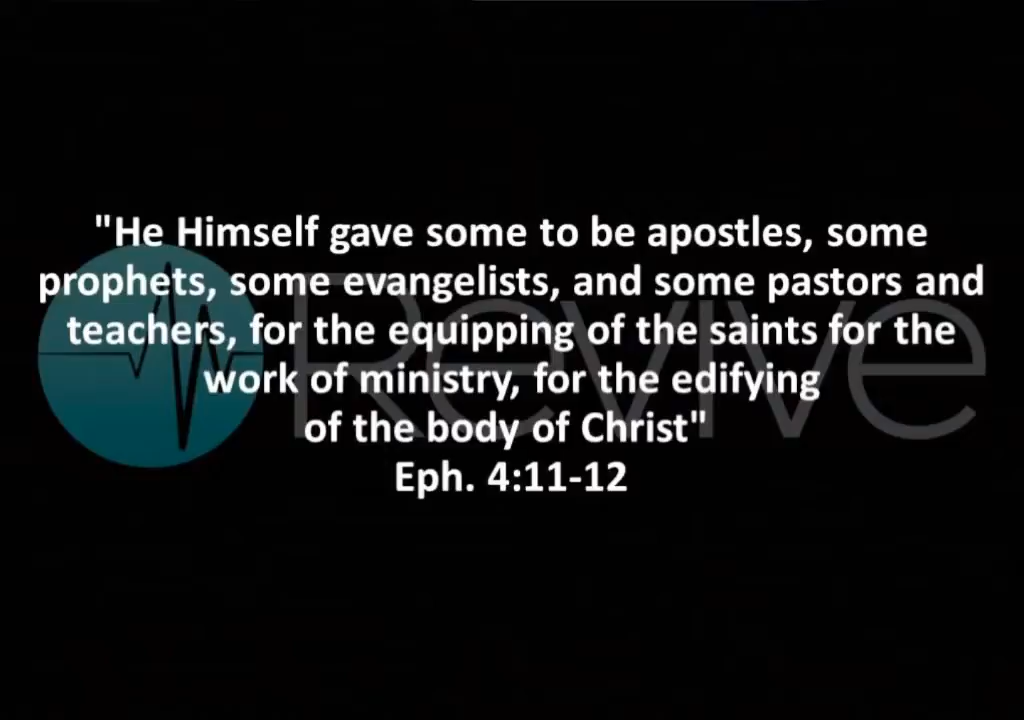 "He Himself gave some to be apostles, some
prophets, some evangelists, and some pastors and
teachers, for the equipping of the saints for the
work of ministry, for the edifying
of the body of Christ"
Eph. 4:11-12
Revive